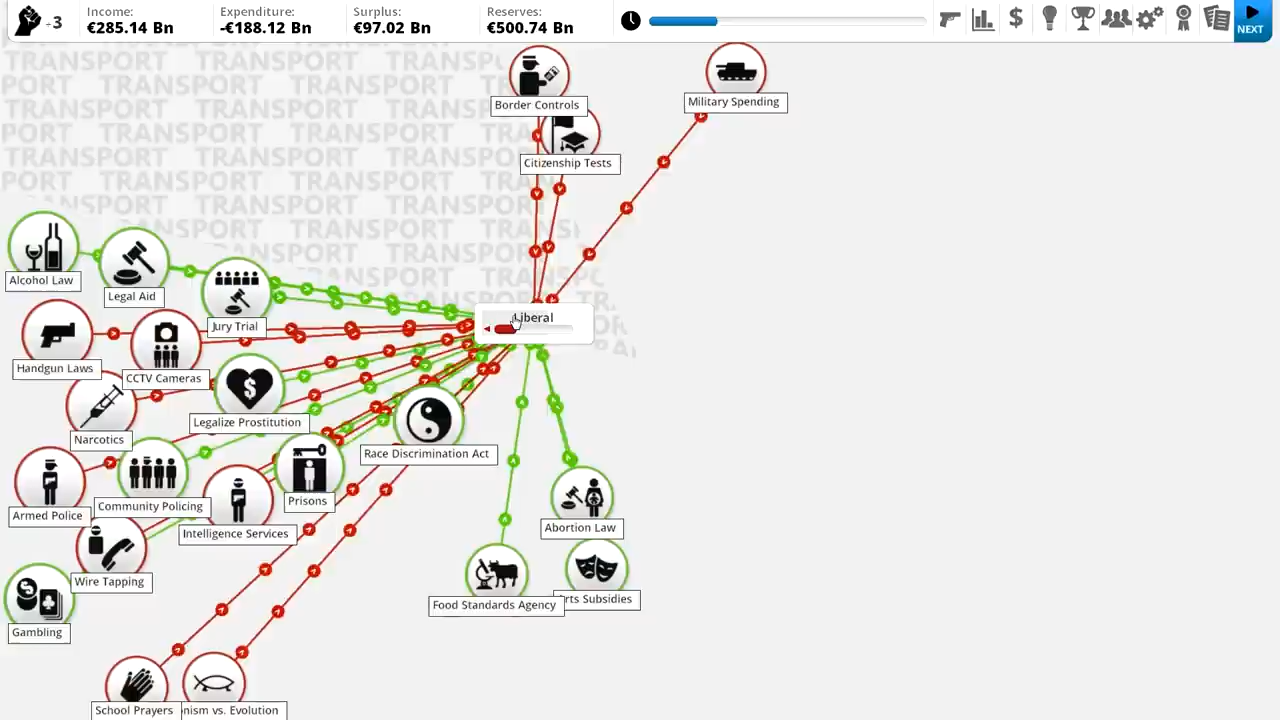 +3
Income:
€285.14 Bn
Expenditure:
-€188.12 Bn
Surplus:
€97.02 Bn
Reserves:
€500.74 Bn
NEXT
TRANSPORT TRANSPORT
Border Controls
Military Spending
Citizenship Tests
Alcohol Law
Legal Aid
Jury Trial
Liberal
Handgun Laws
CCTV Cameras
Legalize Prostitution
Narcotics
Race Discrimination Act
Armed Police
Community Policing
Prisons
Intelligence Services
Abortion Law
Wire Tapping
Food Standards Agency
Arts Subsidies
Gambling
School Prayers
nism vs. Evolution